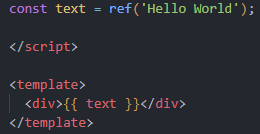 const text = ref('Hello World');
</script>
<template>
<div>{{ text }}</div>
</template>